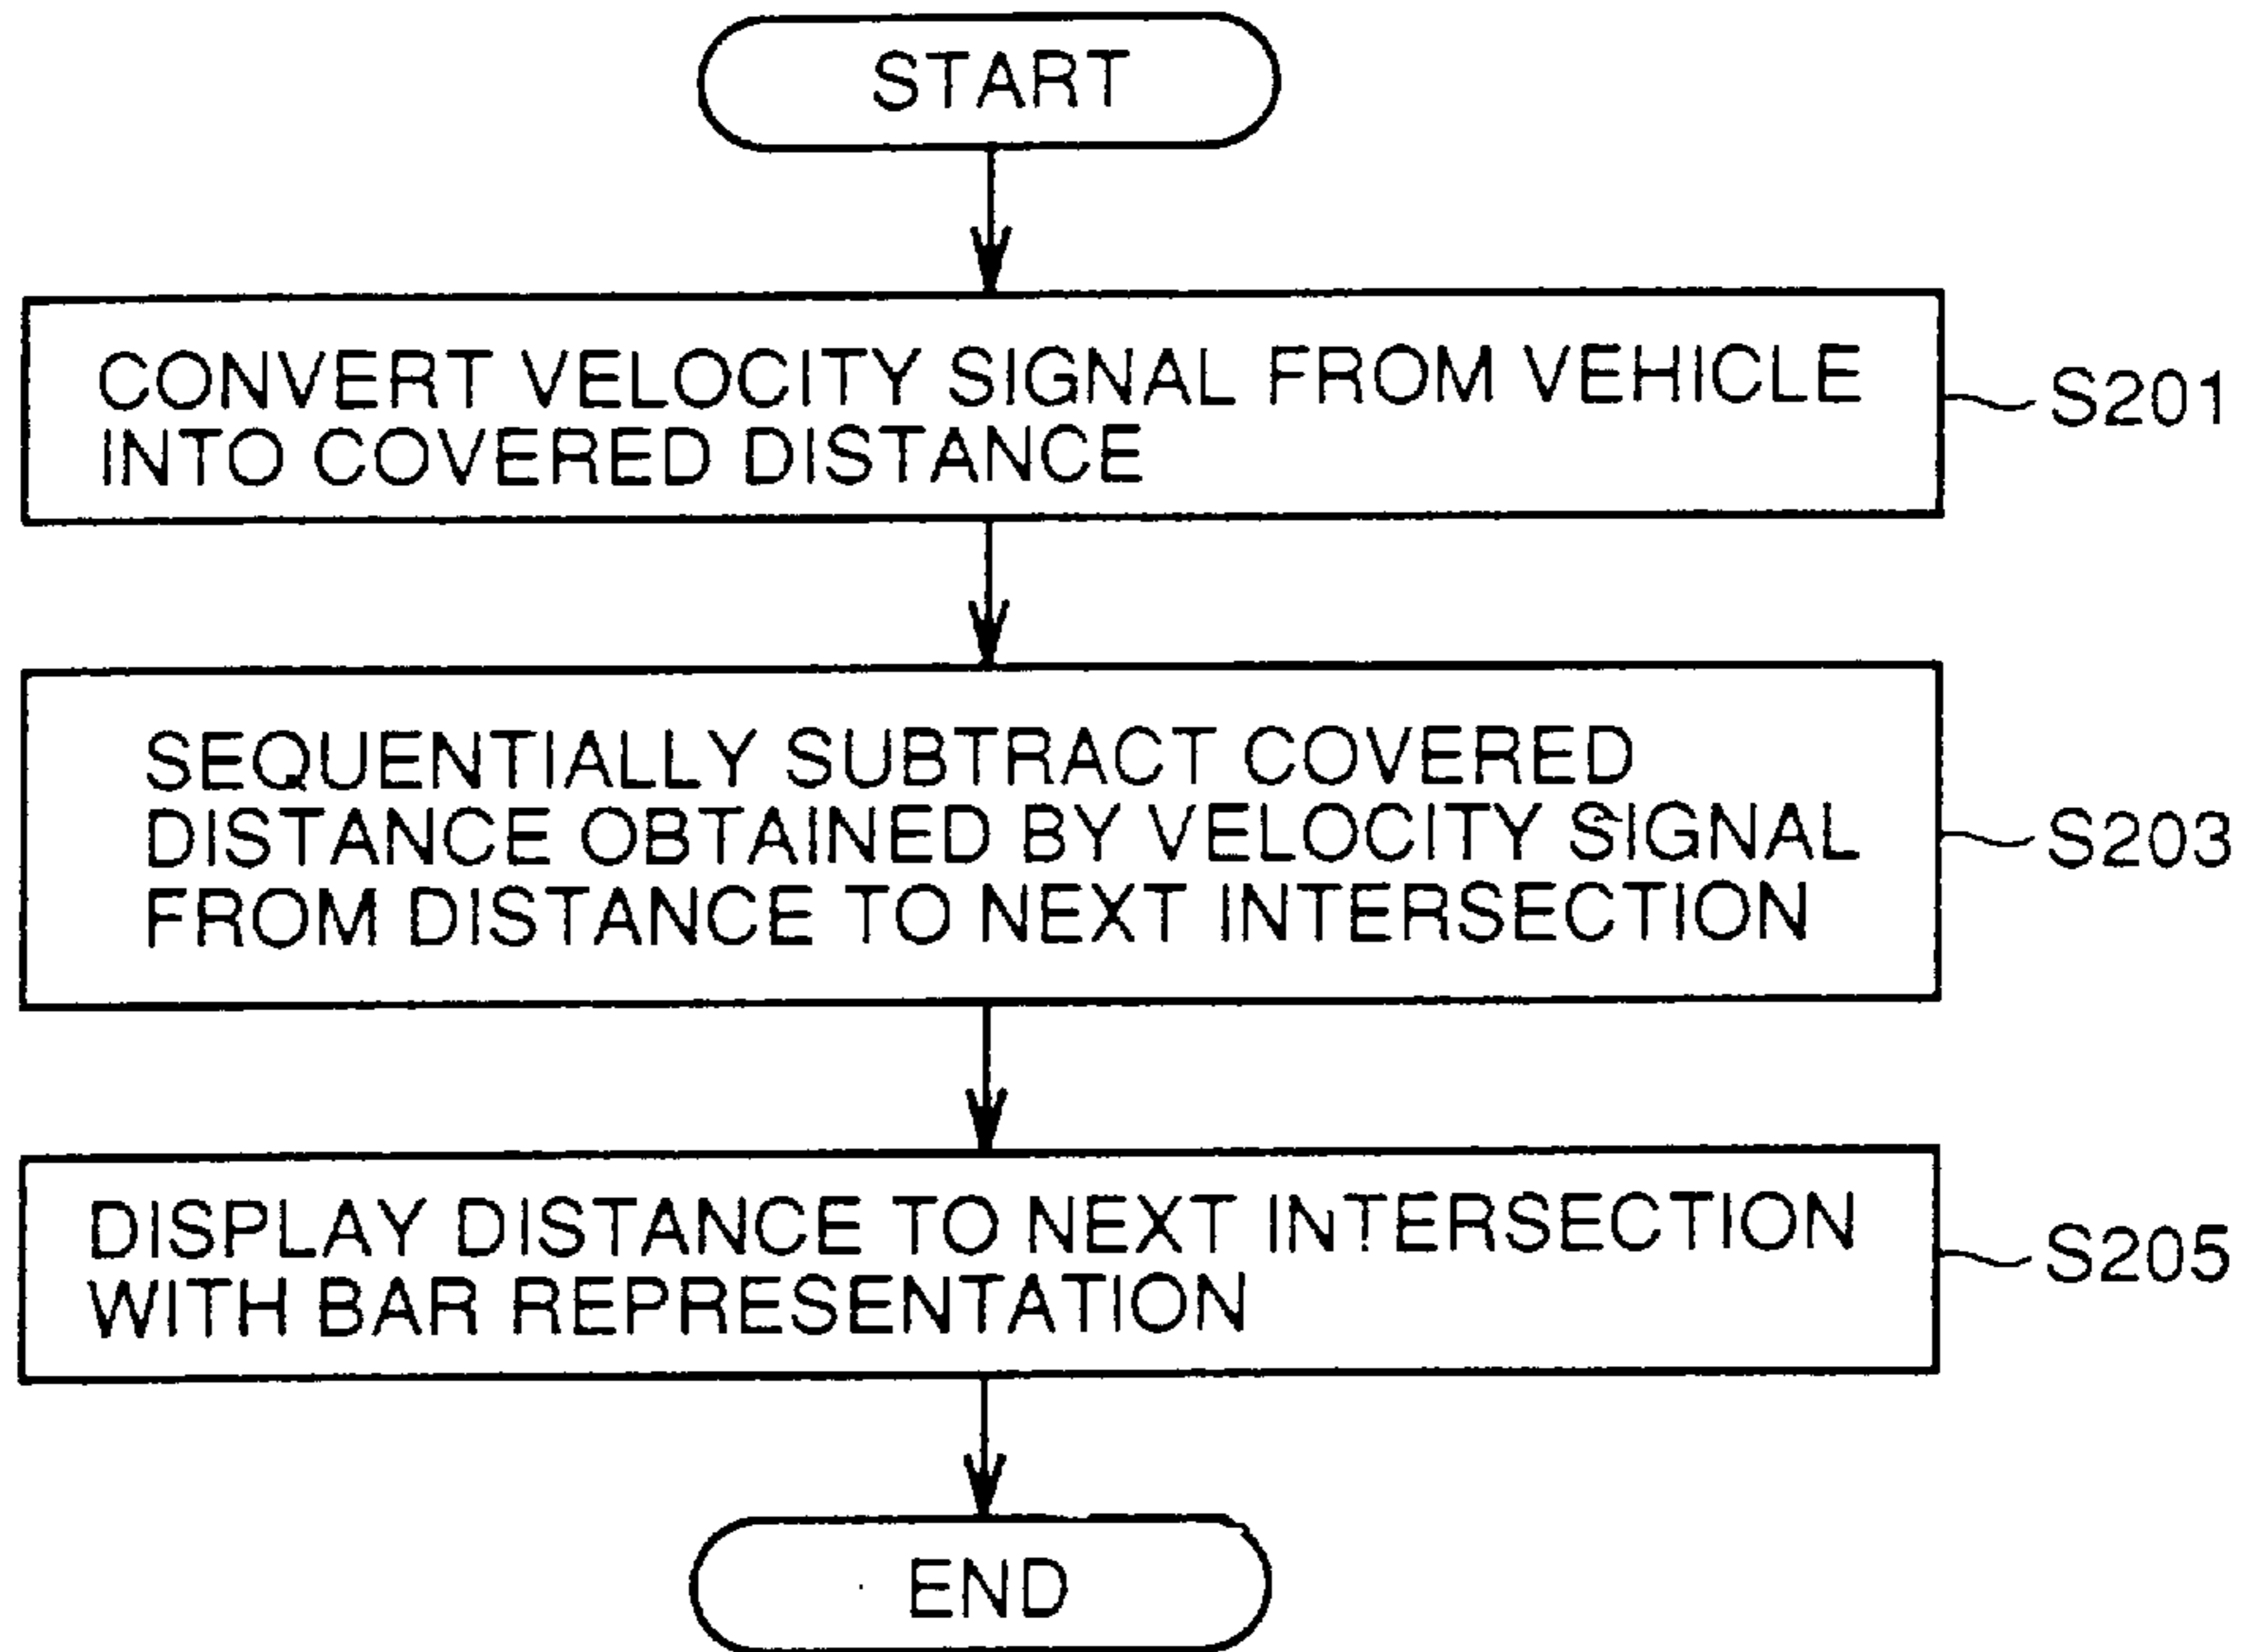 START
CONVERT VELOCITY SIGNAL FROM VEHICLE
INTO COVERED DISTANCE
S201
SEQUENTIALLY SUBTRACT COVERED
DISTANCE OBTAINED BY VELOCITY SIGNAL
FROM DISTANCE TO NEXT INTERSECTION
S203
DISPLAY DISTANCE TO NEXT INTERSECTION
WITH BAR REPRESENTATION
S205
END